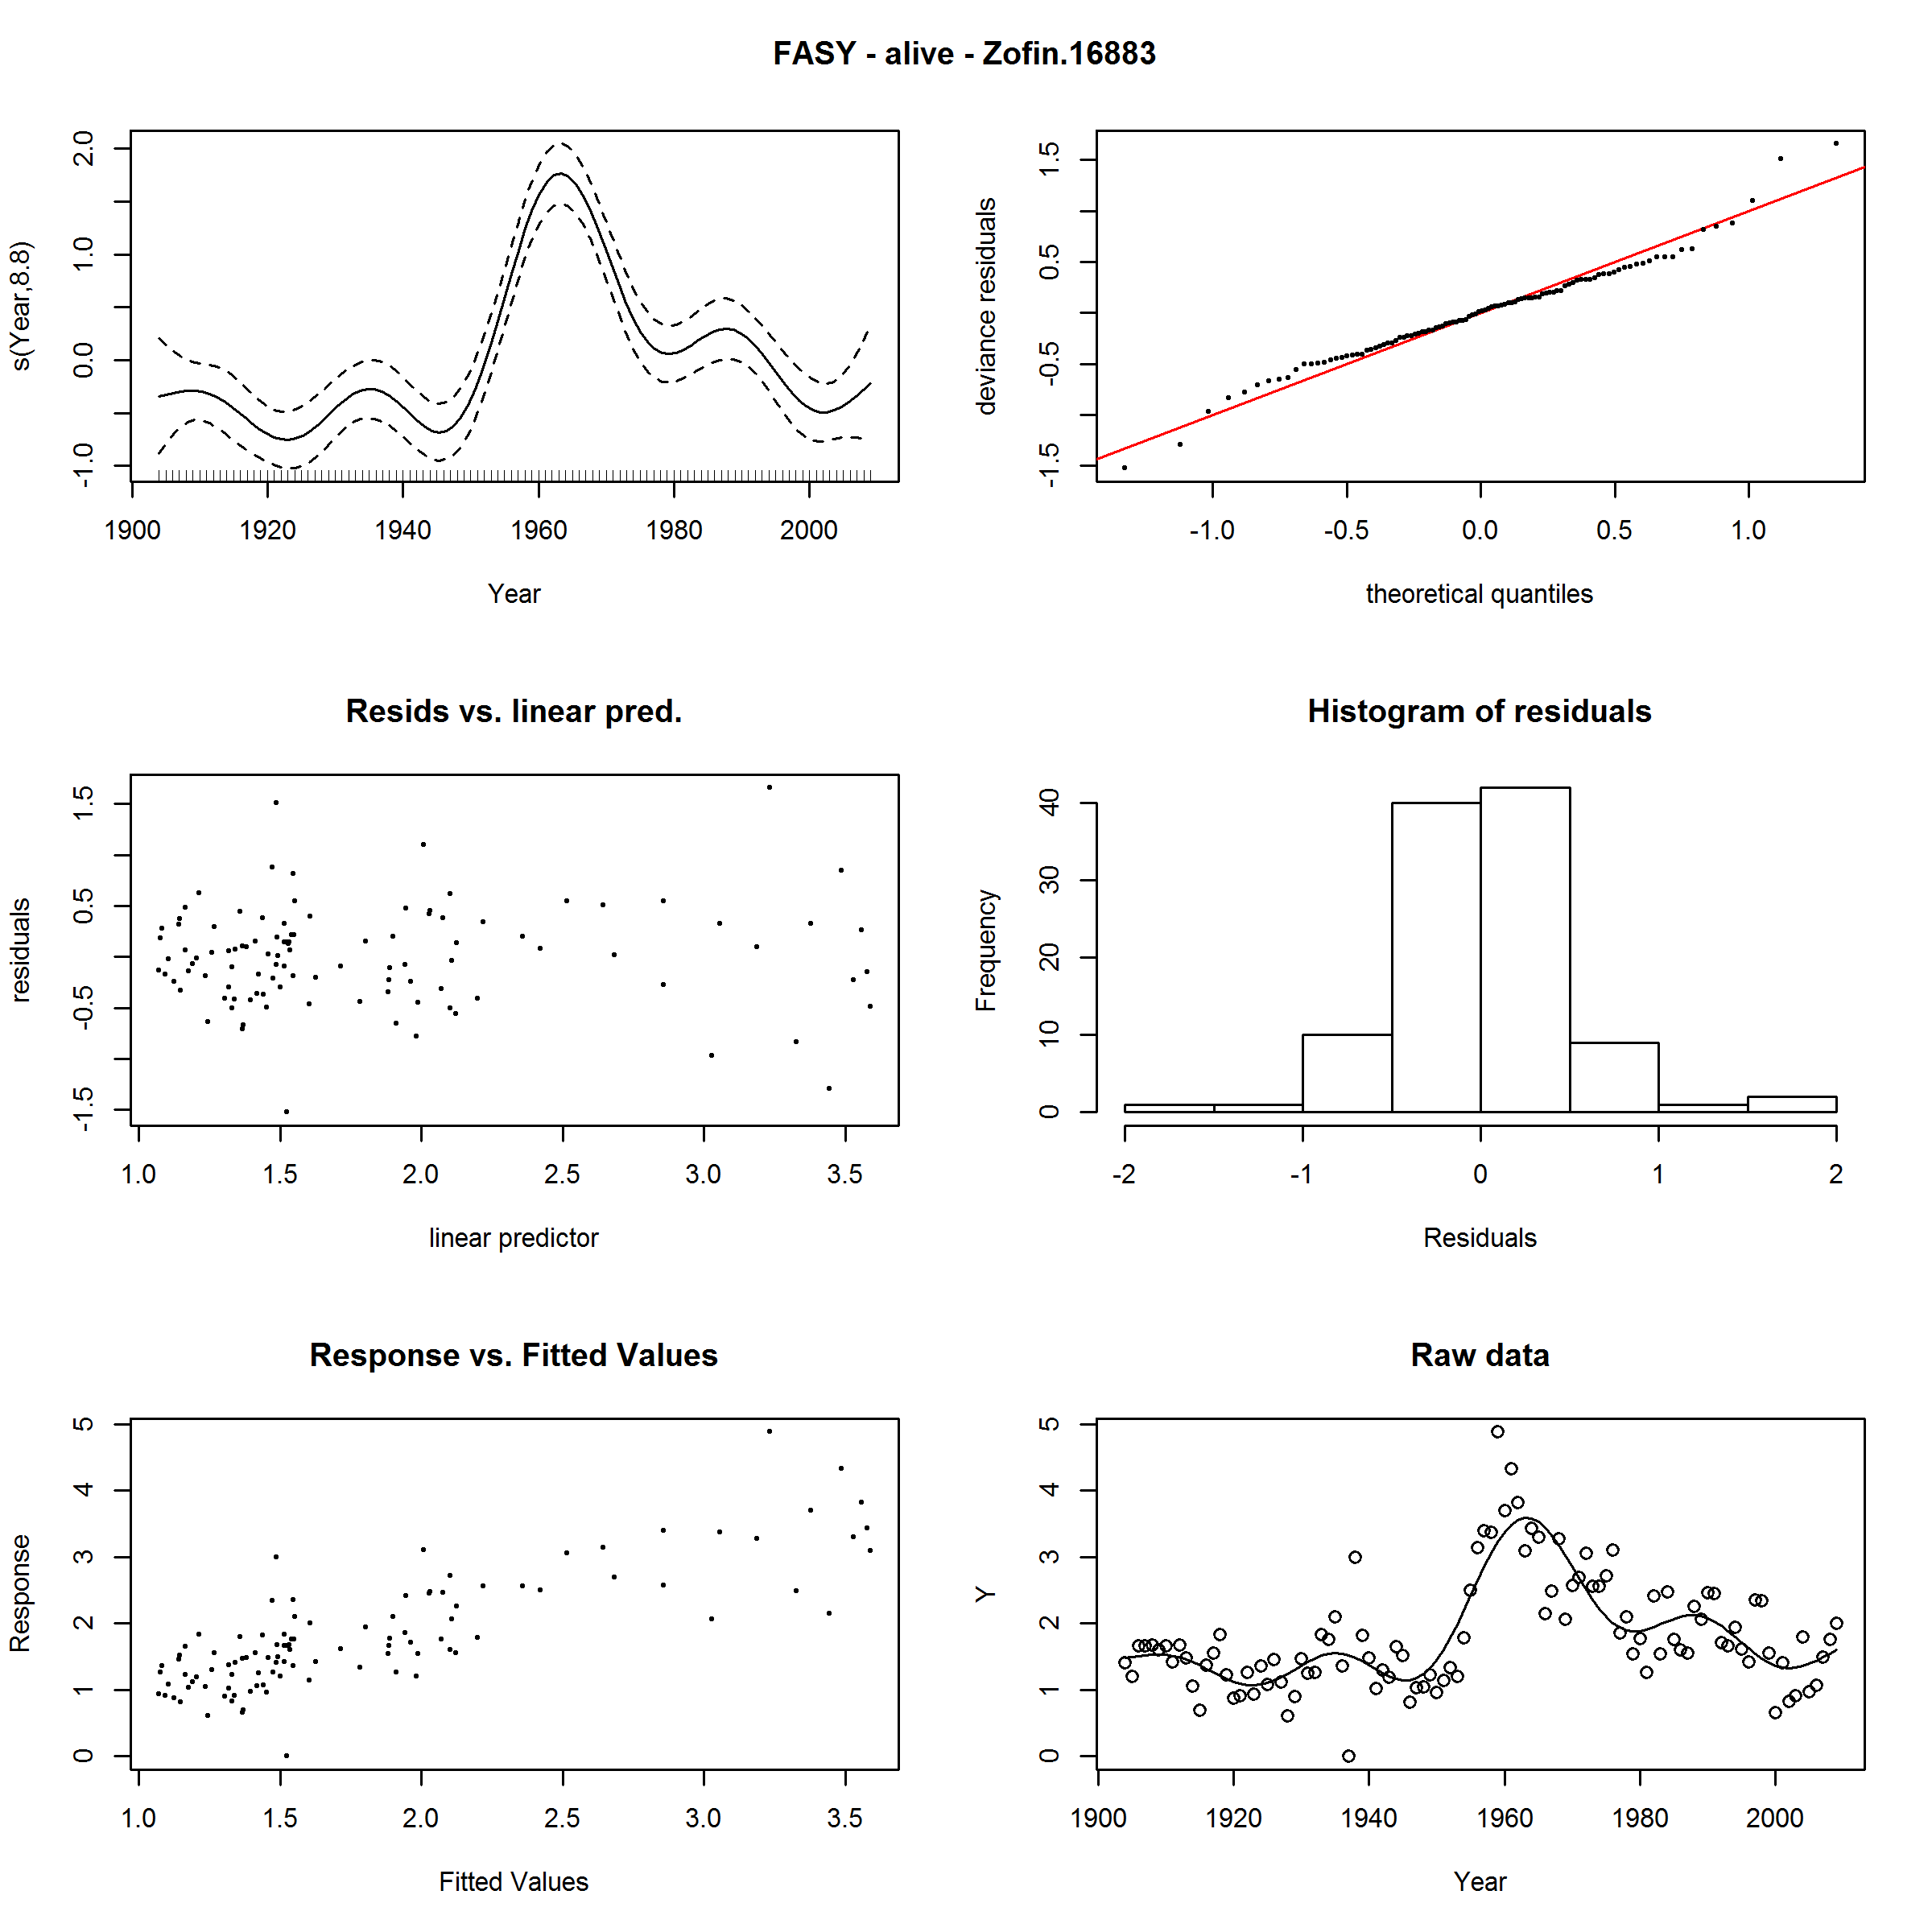 FASY - alive - Zofin.16883
s(Year,8.8)
2.0
1.0
0.0
-1.0
1900 1920 1940 1960 1980 2000
Year
deviance residuals
1.5
0.5
-0.5
-1.5
-1.0 -0.5 0.0 0.5 1.0
theoretical quantiles
Resids vs. linear pred.
residuals
1.5
0.5
-0.5
-1.5
1.0 1.5 2.0 2.5 3.0 3.5
linear predictor
Histogram of residuals
Frequency
40
30
20
10
0
-2 -1 0 1 2
Residuals
Response vs. Fitted Values
Response
5
4
3
2
1
0
1.0 1.5 2.0 2.5 3.0 3.5
Fitted Values
Raw data
Y
5
4
3
2
1
0
1900 1920 1940 1960 1980 2000
Year